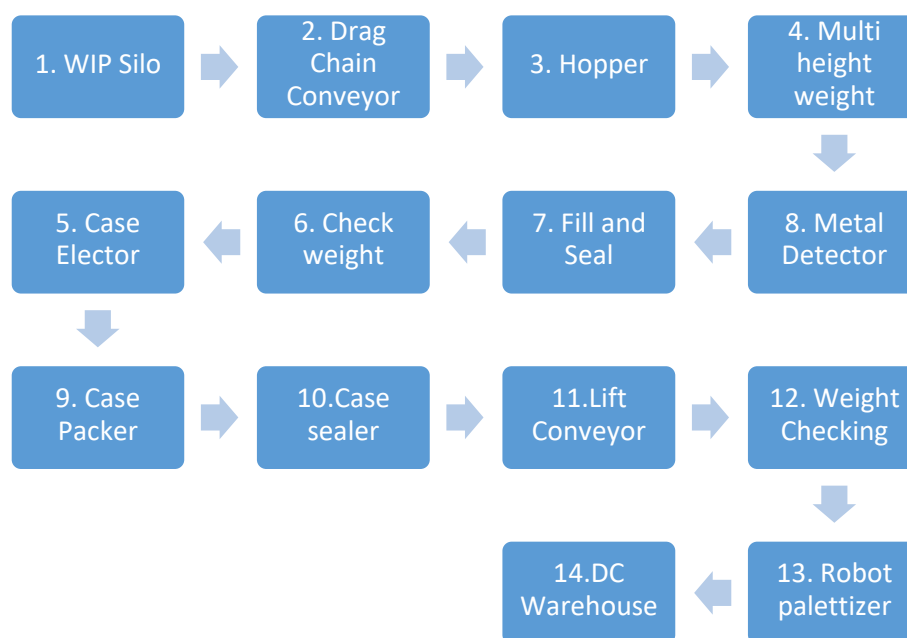 1. WIP Silo
2. Drag
Chain
Conveyor
3. Hopper
4. Multi
height
weight
5. Case
Elector
6. Check
weight
7. Fill and
Seal
8. Metal
Detector
9. Case
Packer
10.Case
sealer
11.Lift
Conveyor
12. Weight
Checking
14.DC
Warehouse
13. Robot
palettizer